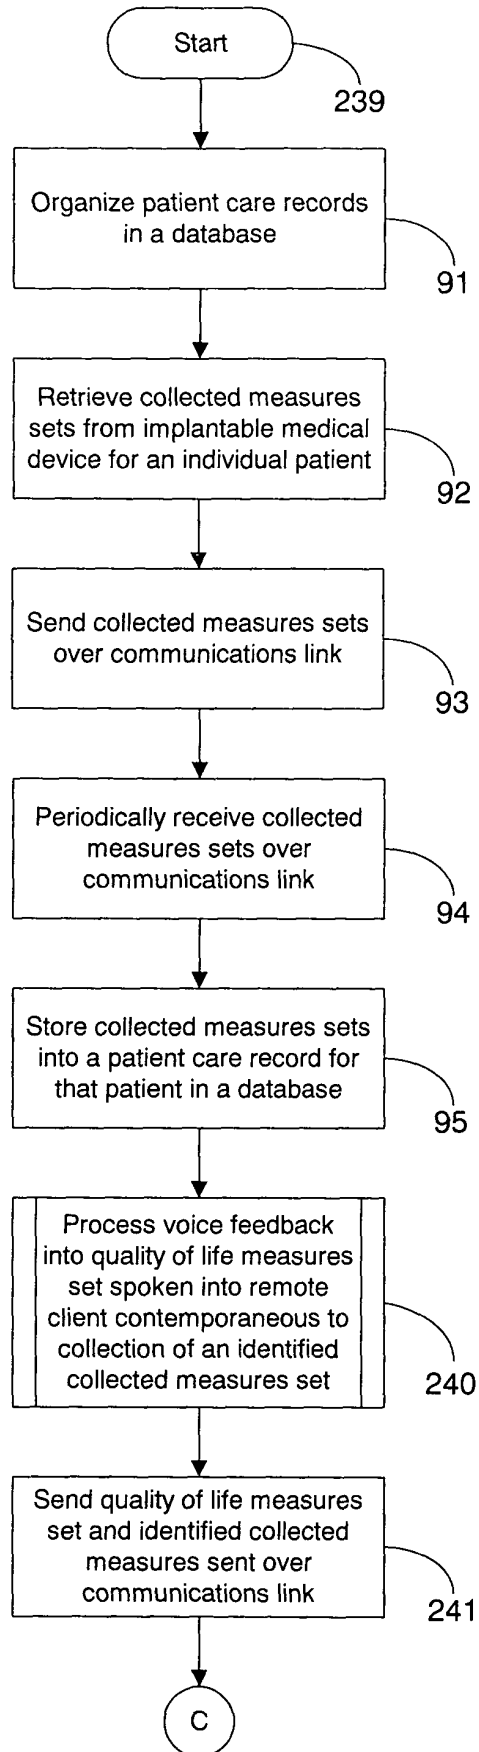 Start
239
Organize patient care records
in a database
91
Retrieve collected measures
sets from implantable medical
device for an individual patient
92
Send collected measures sets
over communications link
93
Periodically receive collected
measures sets over
communications link
94
Store collected measures sets
into a patient care record for
that patient in a database
95
Process voice feedback
into quality of life measures
set spoken into remote
client contemporaneous to
collection of an identified
collected measures set
240
Send quality of life measures
set and identified collected
measures sent over
communications link
241
C